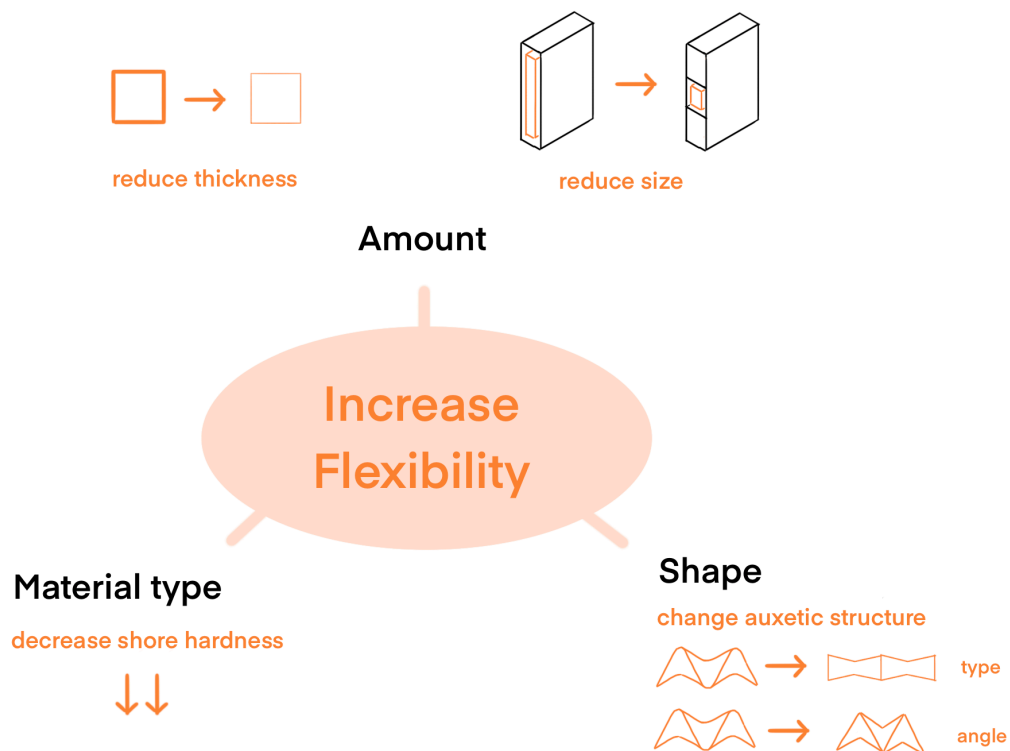 reduce thickness
reduce size
Amount
Increase
Flexibility
Material type
decrease shore hardness
Shape
change auxetic structure
type
angle